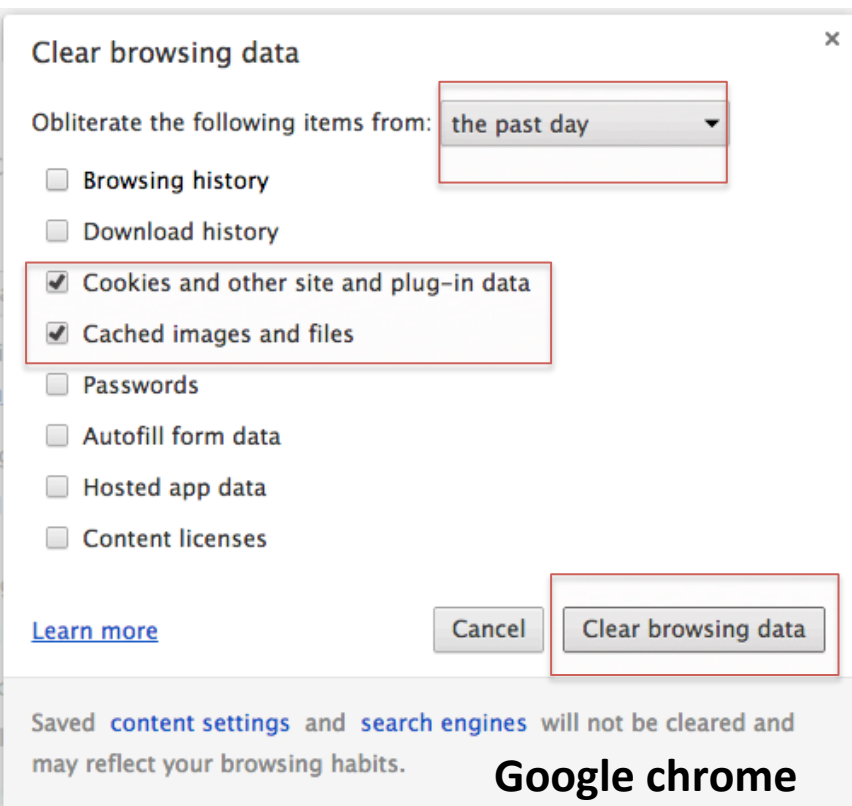 Clear browsing data
×
Obliterate the following items from: the past day
Browsing history
Download history
Cookies and other site and plug-in data
Cached images and files
Passwords
Autofill form data
Hosted app data
Content licenses
Learn more Cancel Clear browsing data
Saved content settings and search engines will not be cleared and
may reflect your browsing habits.
Google chrome